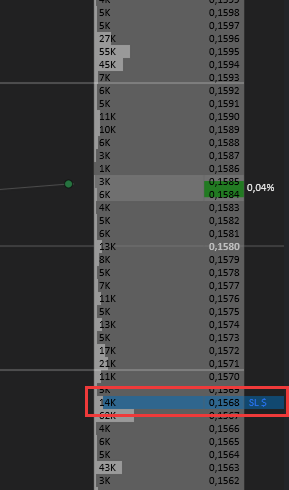 4K 0,1599
5K 0,1598
5K 0,1597
27K 0,1596
55K 0,1595
45K 0,1594
7K 0,1593
6K 0,1592
5K 0,1591
11K 0,1590
10K 0,1589
6K 0,1588
3K 0,1587
1K 0,1586
3K 0,1585
0,04%
6K 0,1584
4K 0,1583
5K 0,1582
6K 0,1581
13K 0,1580
8K 0,1579
5K 0,1578
7K 0,1577
11K 0,1576
5K 0,1575
13K 0,1574
5K 0,1573
17K 0,1572
21K 0,1571
11K 0,1570
5K 0,1569
14K 0,1568 SL S
62K 0,1567
4K 0,1566
6K 0,1565
5K 0,1564
43K 0,1563
3K 0,1562